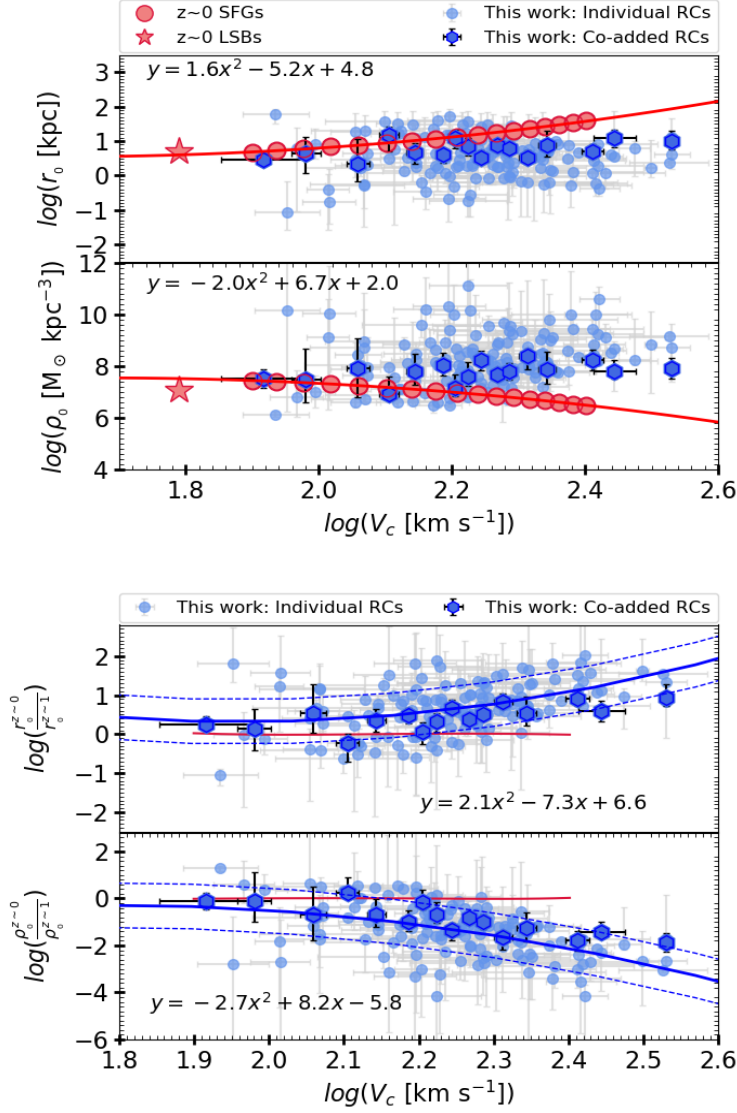 z~0 SFGs This work: Individual RCs
z~0 LSBs This work: Co-added RCs
y = 1.6x² − 5.2x + 4.8
log(r₀ [kpc])
3
2
1
0
−1
−2
y = −2.0x² + 6.7x + 2.0
log(ρ₀ [M⊙ kpc⁻³])
12
10
8
6
4
1.8 2.0 2.2 2.4 2.6
log(V_c [km s⁻¹])
This work: Individual RCs This work: Co-added RCs
log(r₀^{z~0}/r₀^{z~1})
2
1
0
−1
−2
y = 2.1x² − 7.3x + 6.6
log(ρ₀^{z~0}/ρ₀^{z~1})
2
0
−2
−4
−6
y = −2.7x² + 8.2x − 5.8
1.8 1.9 2.0 2.1 2.2 2.3 2.4 2.5 2.6
log(V_c [km s⁻¹])